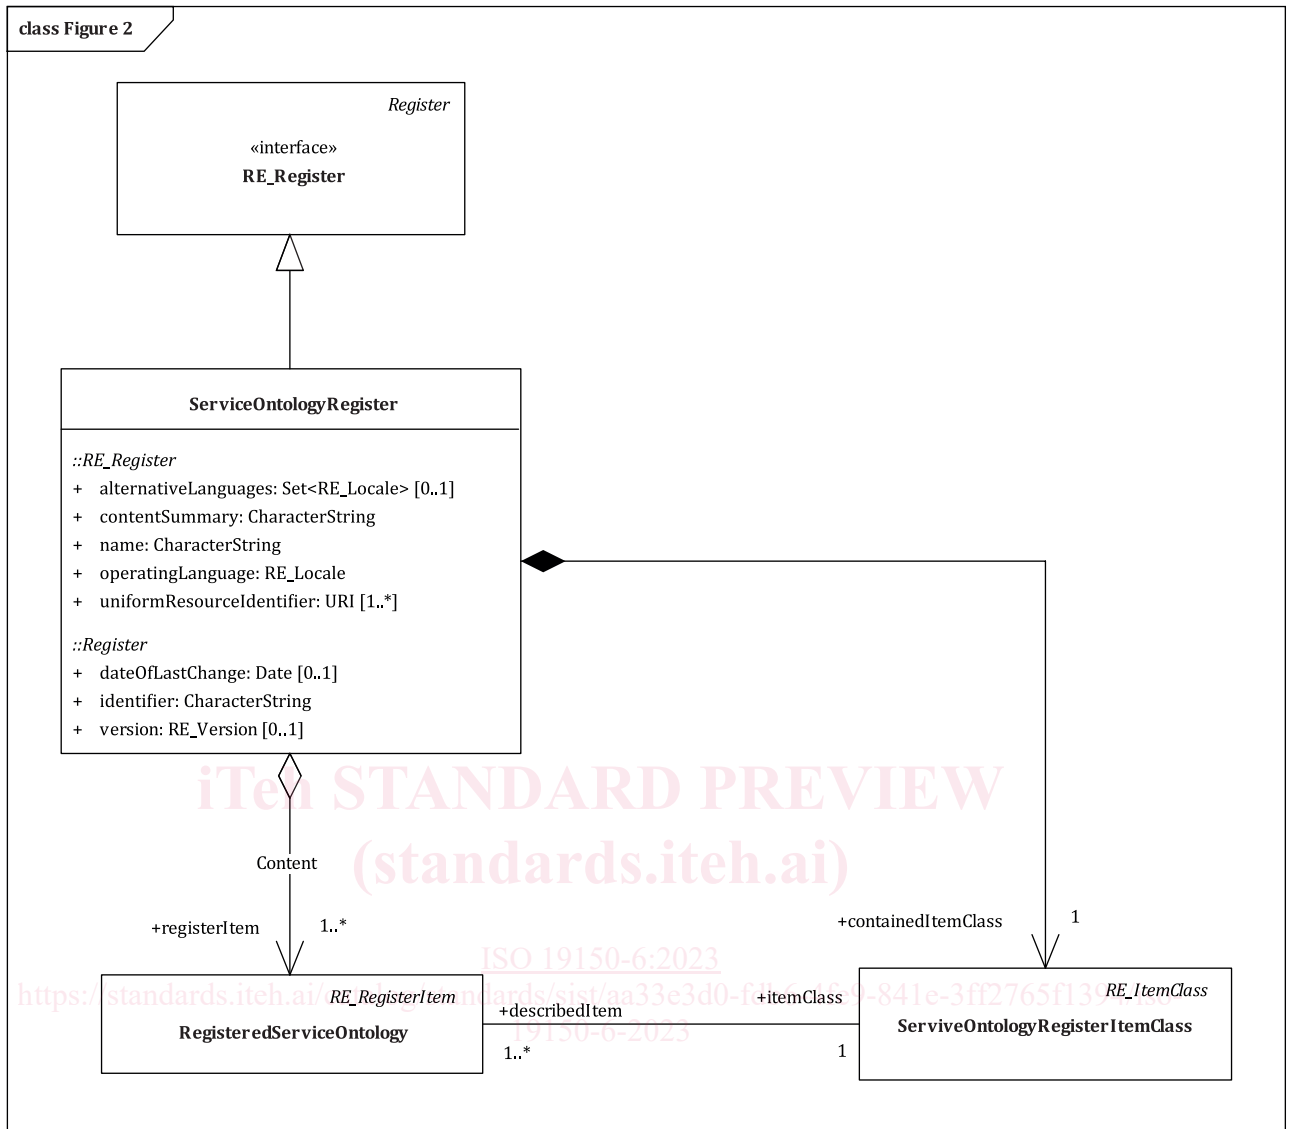 class Figure 2
Register
«interface»
RE_Register
ServiceOntologyRegister
::RE_Register
+ alternativeLanguages: Set<RE_Locale> [0..1]
+ contentSummary: CharacterString
+ name: CharacterString
+ operatingLanguage: RE_Locale
+ uniformResourceIdentifier: URI [1..*]
::Register
+ dateOfLastChange: Date [0..1]
+ identifier: CharacterString
+ version: RE_Version [0..1]
iTeh STANDARD PREVIEW
(standards.iteh.ai)
Content
+registerItem 1..*
+containedItemClass 1
ISO 19150-6:2023
RE_RegisterItem
RegisteredServiceOntology
+describedItem
1..*
+itemClass
1
RE_ItemClass
ServiveOntologyRegisterItemClass
19150-6-2023